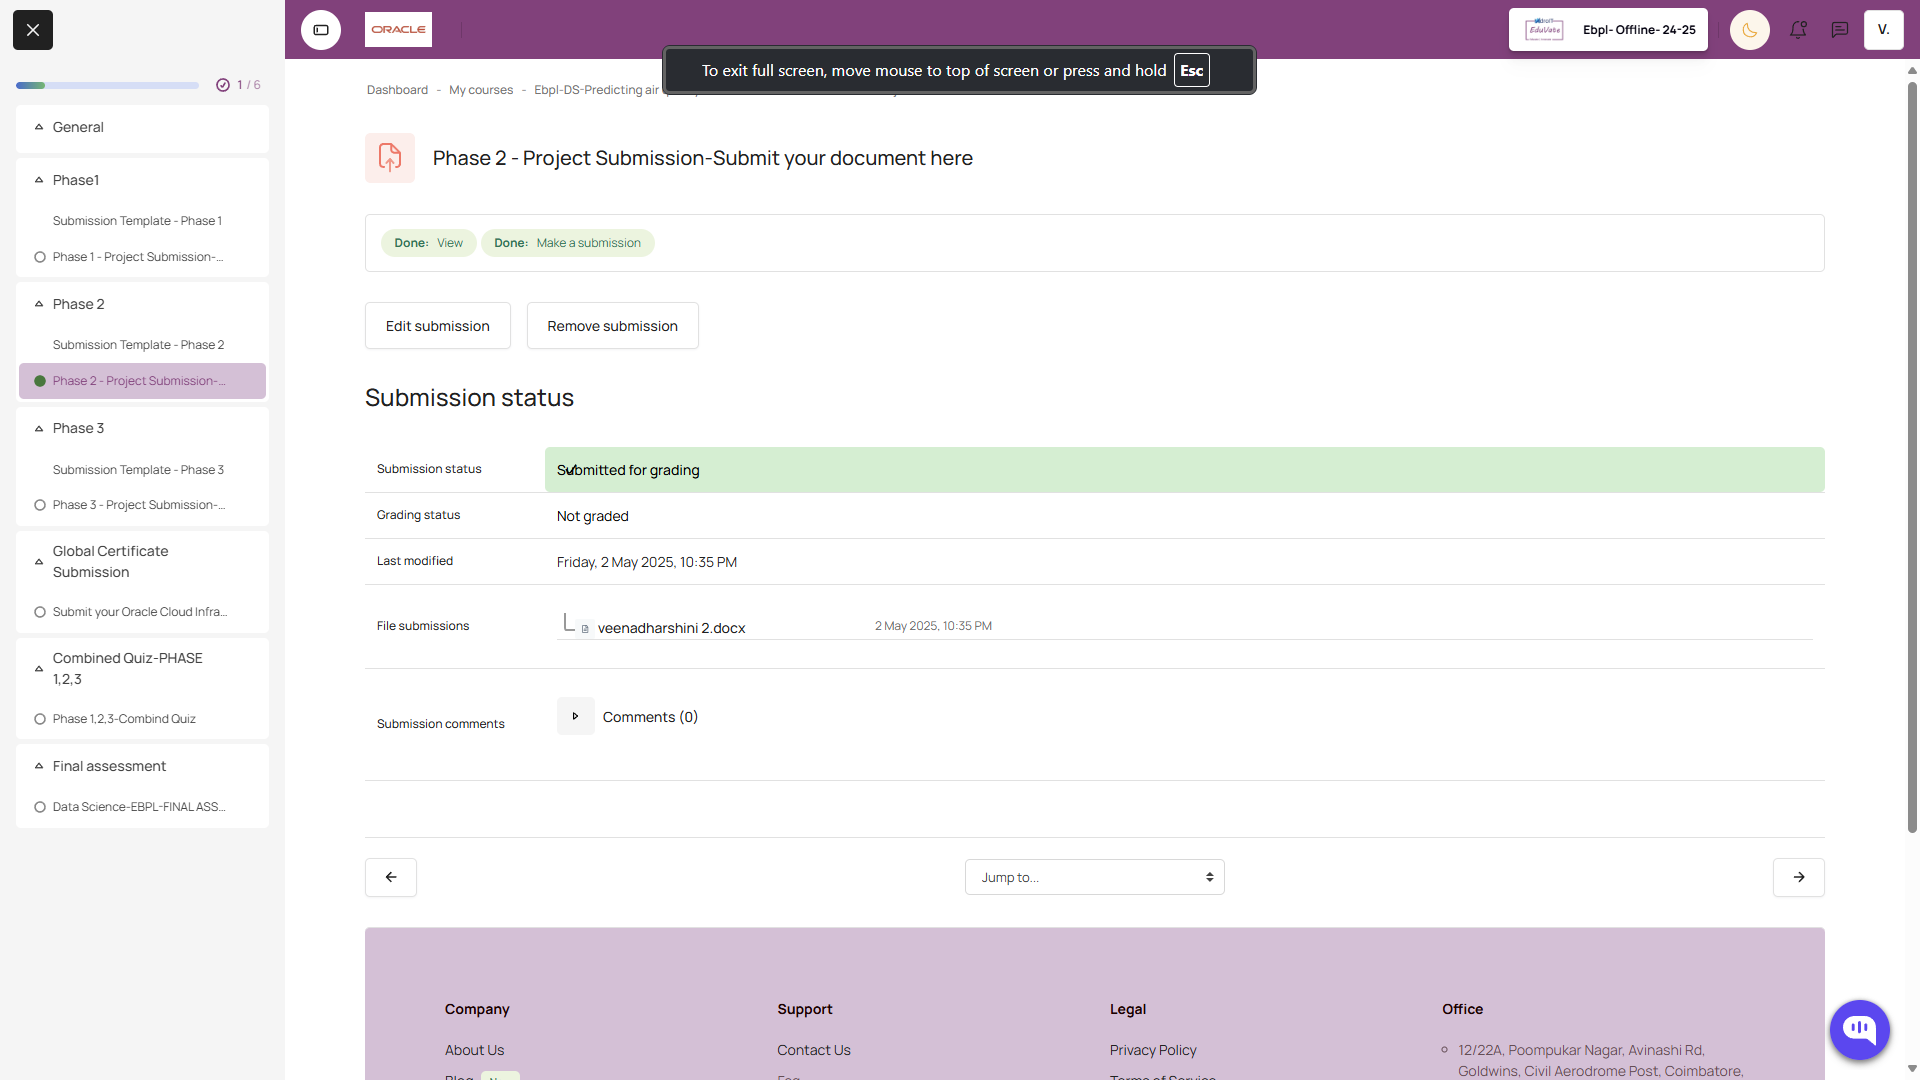 ORACLE
EduVate
Ebpl- Offline- 24-25
V.
To exit full screen, move mouse to top of screen or press and hold Esc
1 / 6
General
Phase1
Submission Template - Phase 1
Phase 1 - Project Submission-...
Phase 2
Submission Template - Phase 2
Phase 2 - Project Submission-...
Phase 3
Submission Template - Phase 3
Phase 3 - Project Submission-...
Global Certificate
Submission
Submit your Oracle Cloud Infra...
Combined Quiz-PHASE
1,2,3
Phase 1,2,3-Combind Quiz
Final assessment
Data Science-EBPL-FINAL ASS...
Dashboard - My courses - Ebpl-DS-Predicting air
Phase 2 - Project Submission-Submit your document here
Done: View Done: Make a submission
Edit submission Remove submission
Submission status
Submission status Submitted for grading
Grading status Not graded
Last modified Friday, 2 May 2025, 10:35 PM
File submissions veenadharshini 2.docx 2 May 2025, 10:35 PM
Submission comments Comments (0)
Jump to...
Company Support Legal Office
About Us Contact Us Privacy Policy 12/22A, Poompukar Nagar, Avinashi Rd,
Goldwins, Civil Aerodrome Post, Coimbatore,